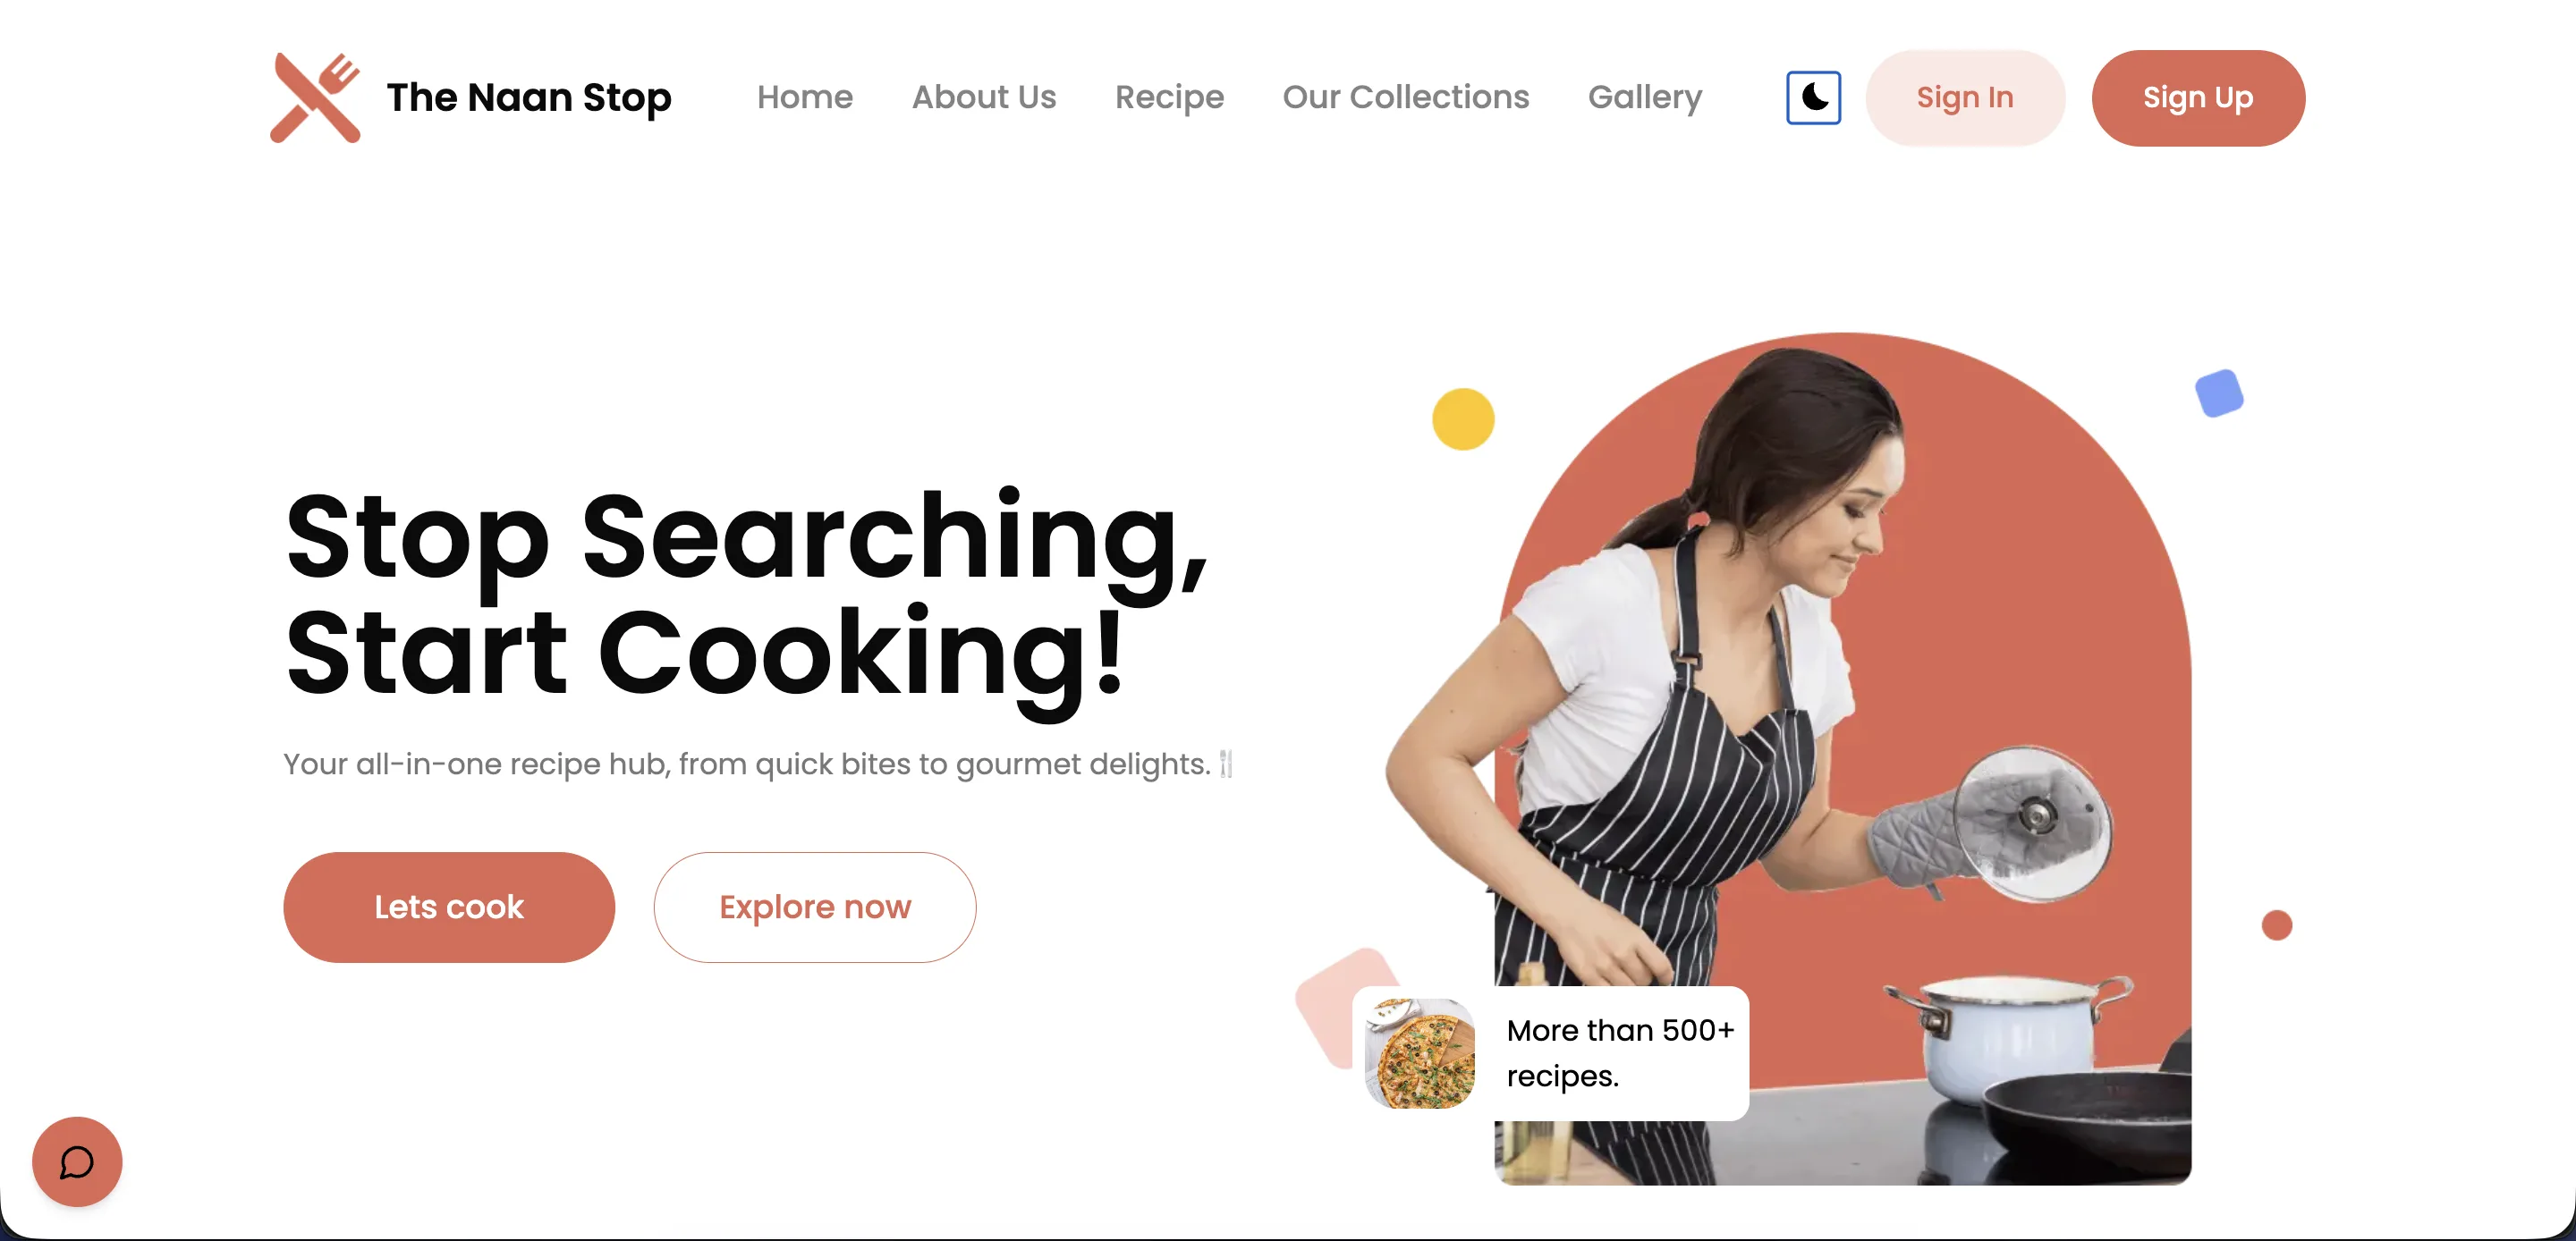 The Naan Stop
Home
About Us
Recipe
Our Collections
Gallery
Sign In
Sign Up
Stop Searching,
Start Cooking!
Your all-in-one recipe hub, from quick bites to gourmet delights.🍴
Lets cook
Explore now
More than 500+
recipes.